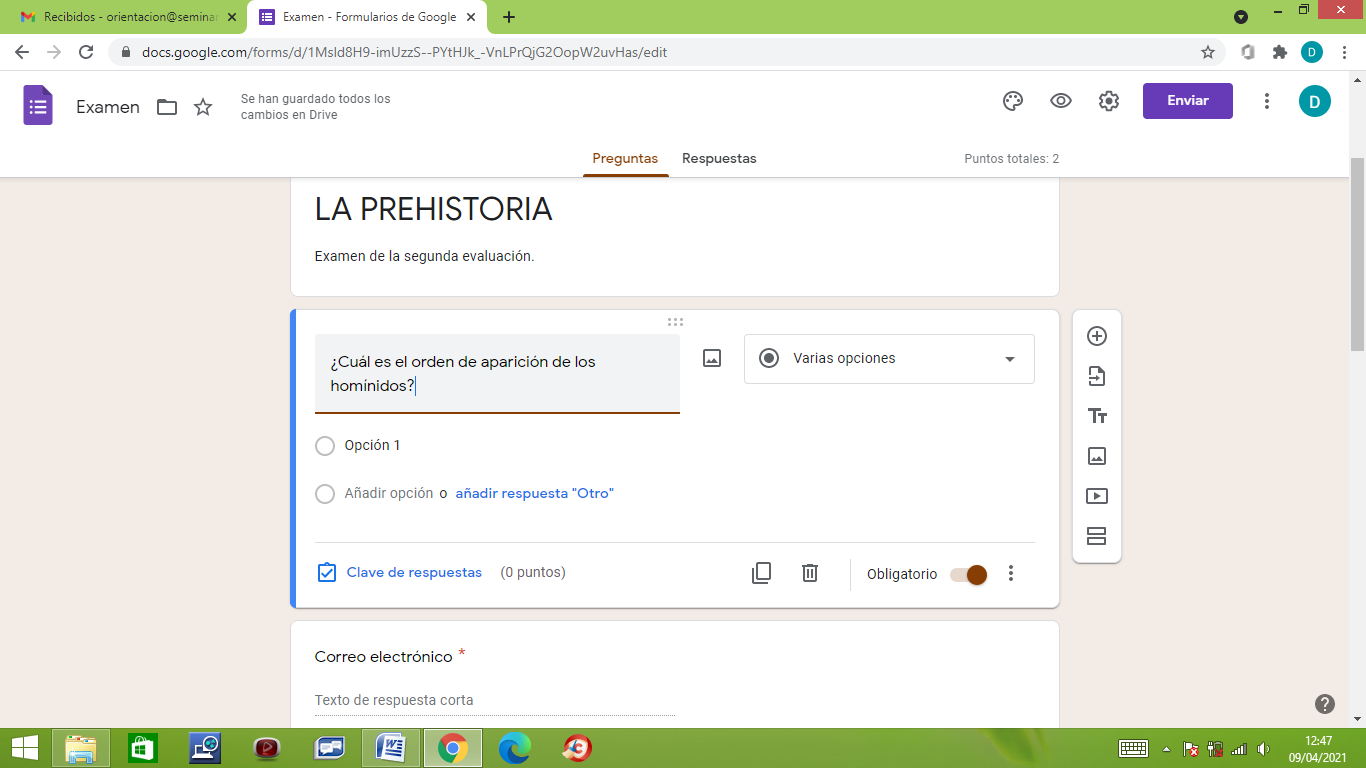 Recibidos - orientacion@seminar
Examen - Formularios de Google
docs.google.com/forms/d/1Msld8H9-imUzzS--PYtHJk_-VnLPrQjG2OopW2uvHas/edit
D
Examen
Se han guardado todos los
cambios en Drive
Enviar
D
Preguntas
Respuestas
Puntos totales: 2
LA PREHISTORIA
Examen de la segunda evaluación.
¿Cuál es el orden de aparición de los
homínidos?
Varias opciones
Opción 1
Añadir opción o añadir respuesta "Otro"
Clave de respuestas (0 puntos)
Obligatorio
Correo electrónico *
Texto de respuesta corta
12:47
09/04/2021